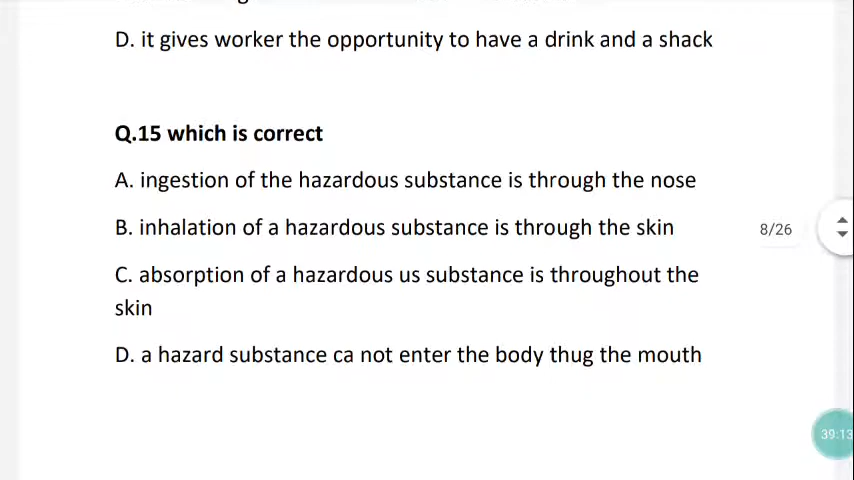 D. it gives worker the opportunity to have a drink and a shack
Q.15 which is correct
A. ingestion of the hazardous substance is through the nose
B. inhalation of a hazardous substance is through the skin
8/26
C. absorption of a hazardous us substance is throughout the
skin
D. a hazard substance ca not enter the body thug the mouth
39:13